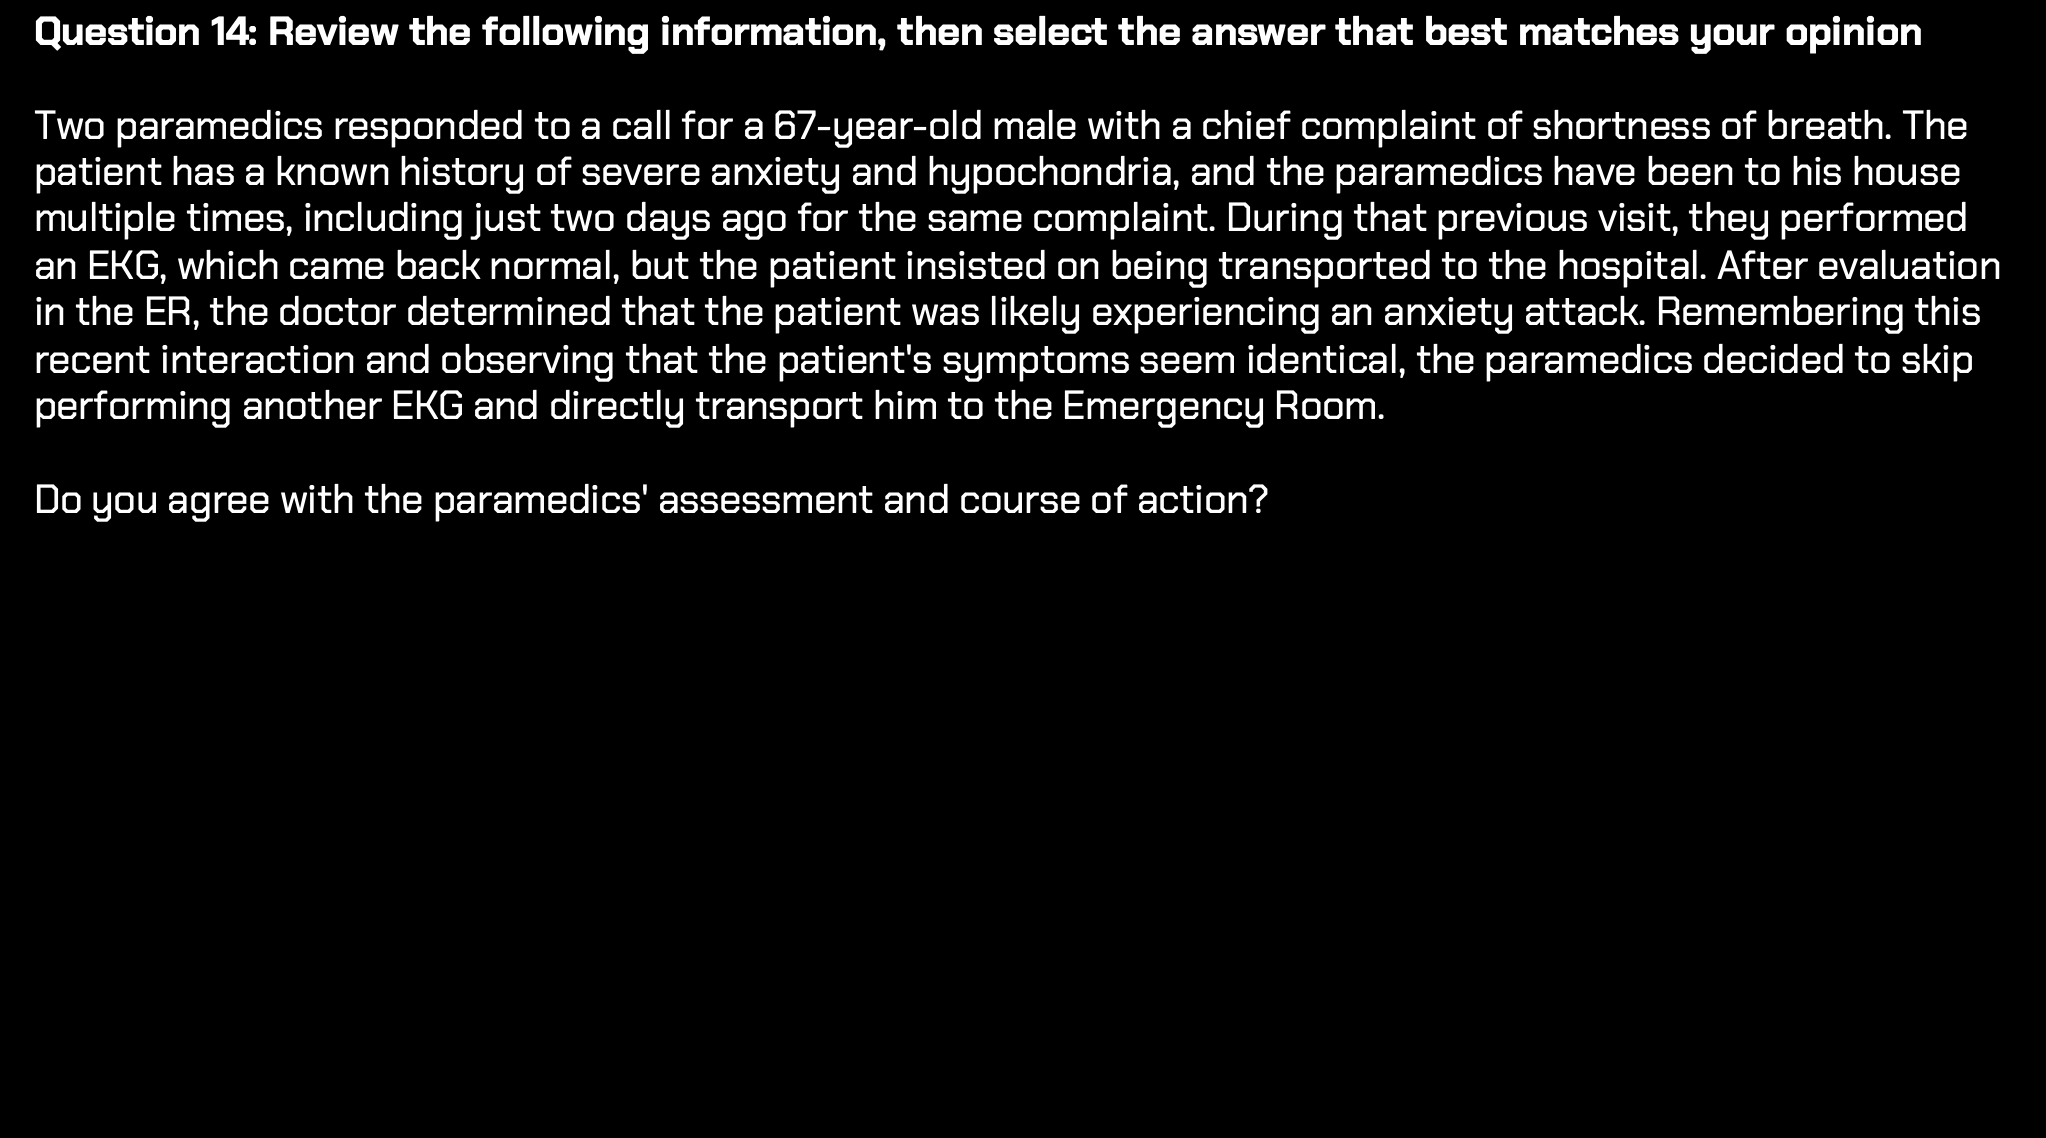 Question 14: Review the following information, then select the answer that best matches your opinion
Two paramedics responded to a call for a 67-year-old male with a chief complaint of shortness of breath. The
patient has a known history of severe anxiety and hypochondria, and the paramedics have been to his house
multiple times, including just two days ago for the same complaint. During that previous visit, they performed
an EKG, which came back normal, but the patient insisted on being transported to the hospital. After evaluation
in the ER, the doctor determined that the patient was likely experiencing an anxiety attack. Remembering this
recent interaction and observing that the patient's symptoms seem identical, the paramedics decided to skip
performing another EKG and directly transport him to the Emergency Room.
Do you agree with the paramedics' assessment and course of action?